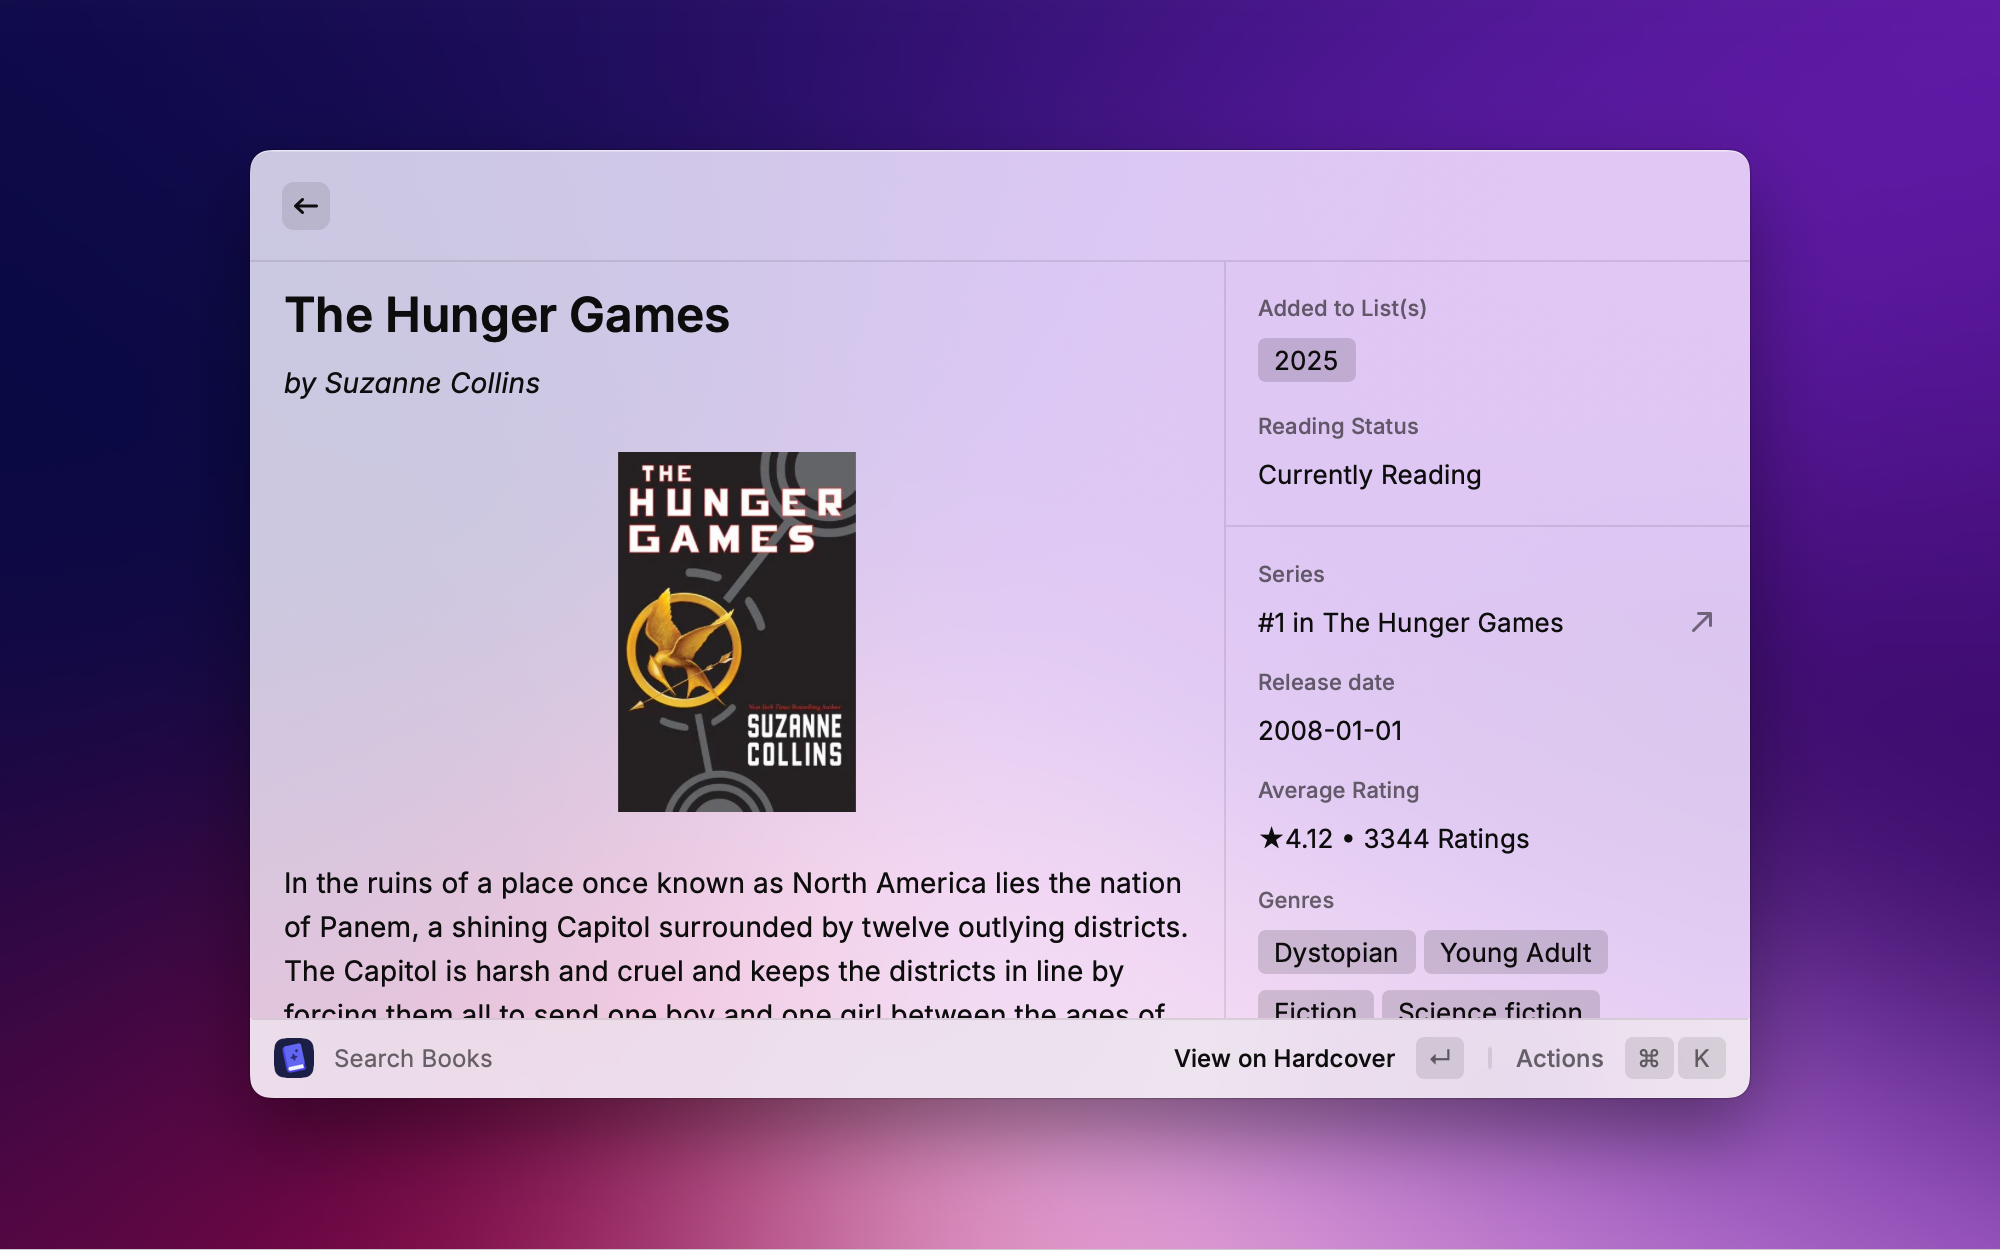 The Hunger Games
by Suzanne Collins
THE
HUNGER
GAMES
New York Times Bestselling Author
SUZANNE
COLLINS
In the ruins of a place once known as North America lies the nation
of Panem, a shining Capitol surrounded by twelve outlying districts.
The Capitol is harsh and cruel and keeps the districts in line by
forcing them all to send one boy and one girl between the ages of
Added to List(s)
2025
Reading Status
Currently Reading
Series
#1 in The Hunger Games
Release date
2008-01-01
Average Rating
★4.12 • 3344 Ratings
Genres
Dystopian Young Adult
Fiction Science fiction
Search Books
View on Hardcover
Actions ⌘ K